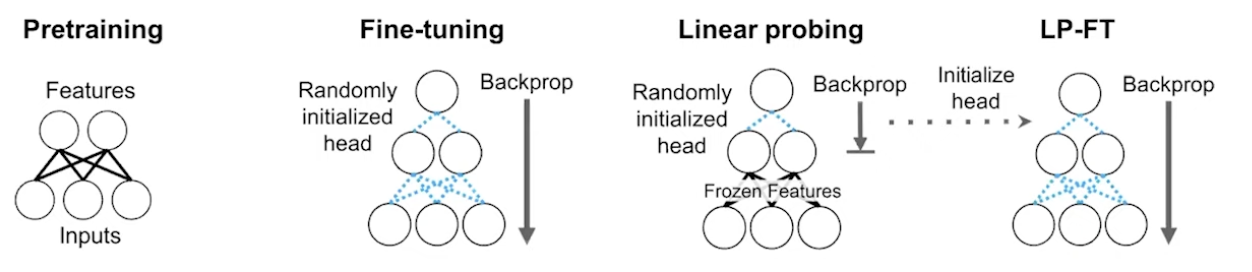 Pretraining
Features
Inputs
Fine-tuning
Randomly
initialized
head
Backprop
Linear probing
Randomly
initialized
head
Backprop
Frozen Features
Initialize
head
LP-FT
Backprop